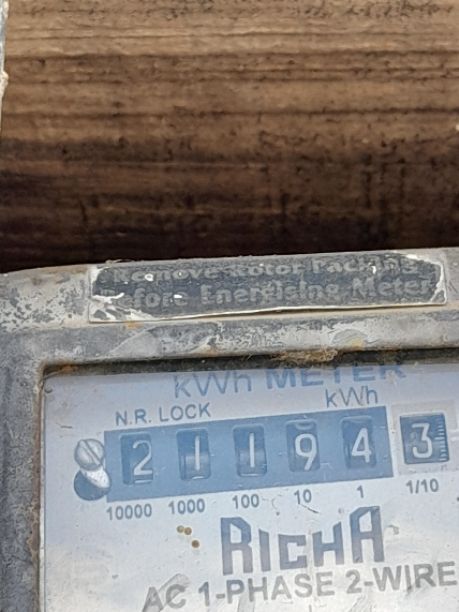 Remove Rotor Packing
Before Energising Meter
kWh METER
N.R. LOCK kWh
2 1 1 9 4 3
10000 1000 100 10 1 1/10
RICHA
AC 1-PHASE 2-WIRE